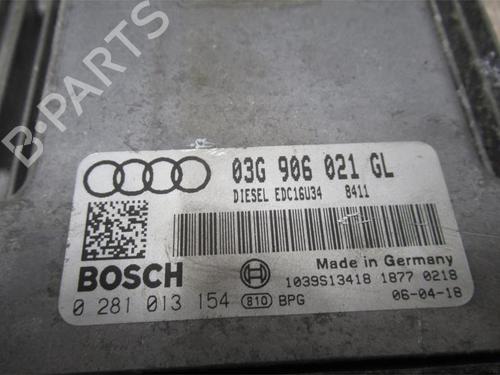 03G 906 021 GL
DIESEL EDC16U34 8411
BOSCH
Made in Germany
1039S13418 1877 0218
0 281 013 154 810 BPG 06-04-18
B-PARTS